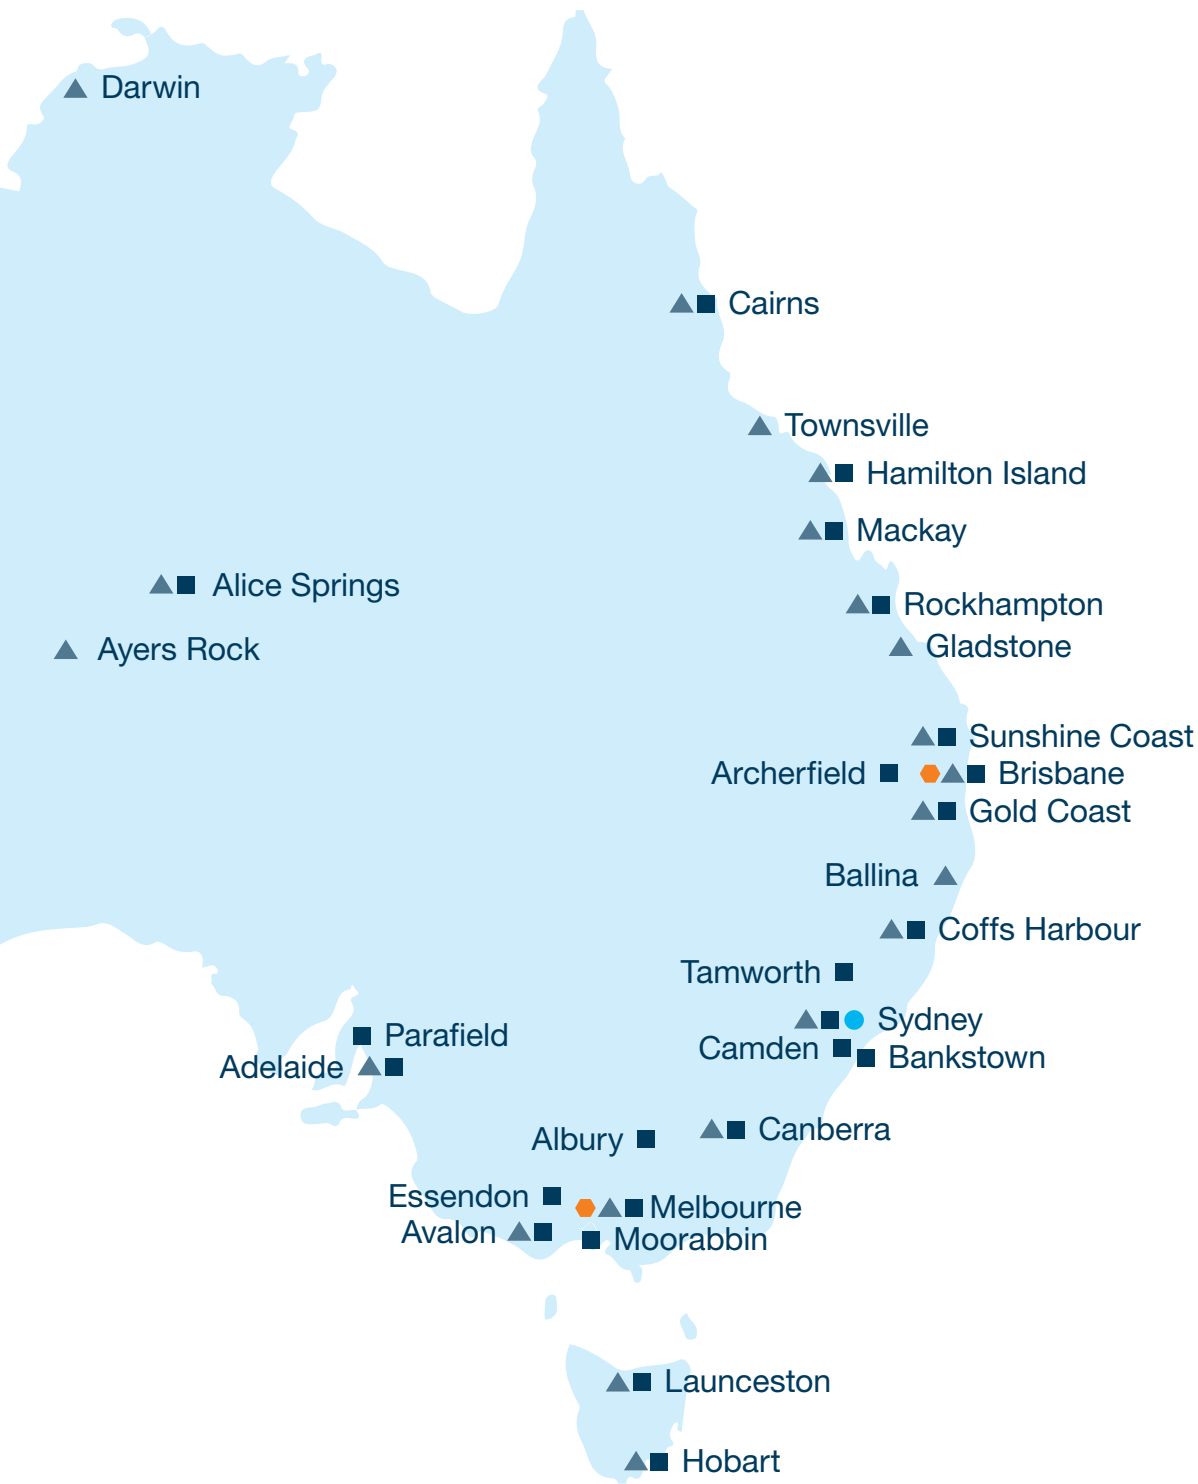 Darwin
Cairns
Townsville
Hamilton Island
Mackay
Alice Springs
Rockhampton
Ayers Rock
Gladstone
Sunshine Coast
Archerfield
Brisbane
Gold Coast
Ballina
Coffs Harbour
Tamworth
Sydney
Parafield
Camden
Bankstown
Adelaide
Canberra
Albury
Essendon
Melbourne
Avalon
Moorabbin
Launceston
Hobart